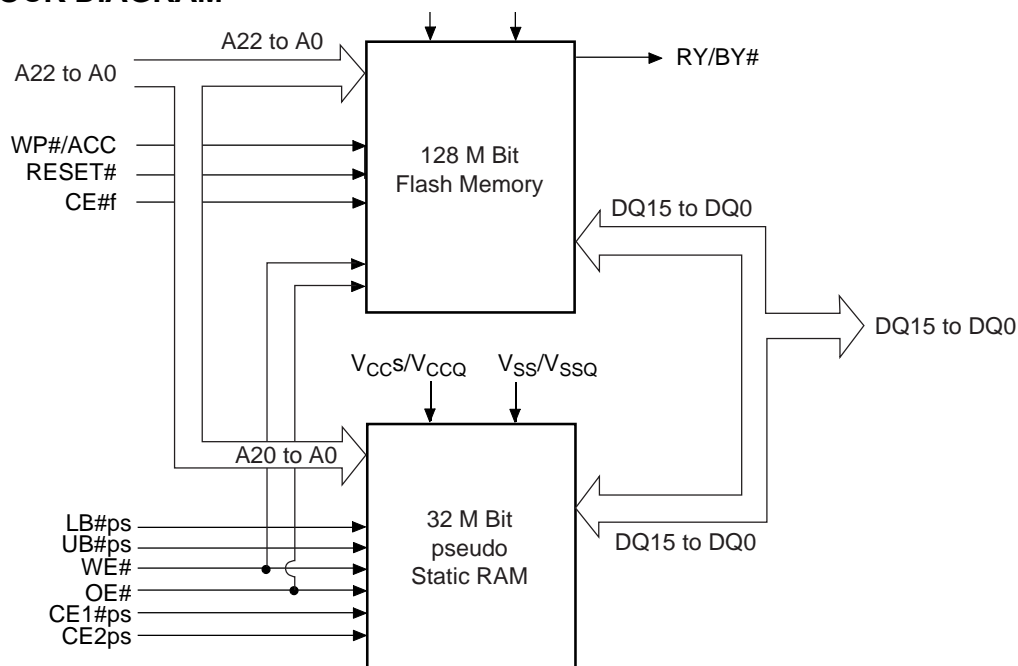 A22 to A0
A22 to A0
RY/BY#
WP#/ACC
RESET#
CE#f
128 M Bit
Flash Memory
DQ15 to DQ0
DQ15 to DQ0
VCCs/VCCQ
VSS/VSSQ
A20 to A0
LB#ps
UB#ps
WE#
OE#
CE1#ps
CE2ps
32 M Bit
pseudo
Static RAM
DQ15 to DQ0